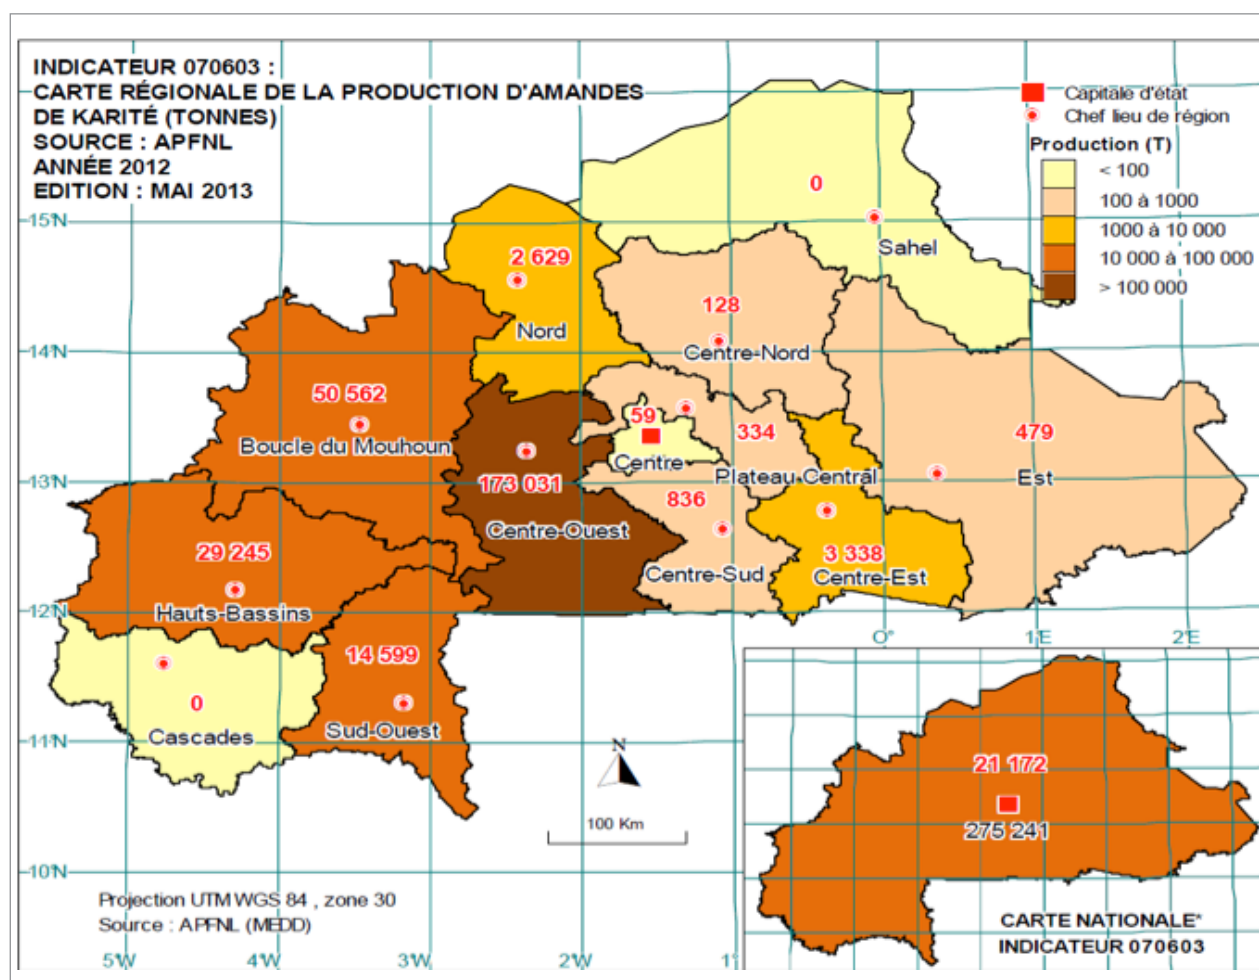 INDICATEUR 070603 :
CARTE RÉGIONALE DE LA PRODUCTION D'AMANDES
DE KARITÉ (TONNES)
SOURCE : APFNL
ANNÉE 2012
EDITION : MAI 2013
Capitale d'état
Chef lieu de région
Production (T)
< 100
100 à 1000
1000 à 10 000
10 000 à 100 000
> 100 000
0
Sahel
15°N
2 629
Nord
128
Centre-Nord
14°N
50 562
Boucle du Mouhoun
59
Centre
334
Plateau Central
479
Est
13°N
173 031
Centre-Ouest
836
Centre-Sud
3 338
Centre-Est
29 245
Hauts-Bassins
12°N
0°
1°E
2°E
14 599
Sud-Ouest
0
Cascades
11°N
N
100 Km
10°N
21 172
275 241
CARTE NATIONALE*
INDICATEUR 070603
Projection UTM WGS 84 , zone 30
Source : APFNL (MEDD)
5°W
4°W
3°W
2°W
1°